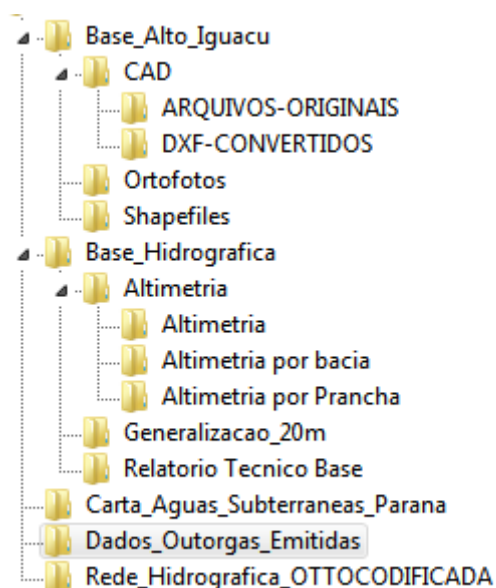 Base_Alto_Iguacu
CAD
ARQUIVOS-ORIGINAIS
DXF-CONVERTIDOS
Ortofotos
Shapefiles
Base_Hidrografica
Altimetria
Altimetria
Altimetria por bacia
Altimetria por Prancha
Generalizacao_20m
Relatorio Tecnico Base
Carta_Aguas_Subterraneas_Parana
Dados_Outorgas_Emitidas
Rede_Hidrografica_OTTOCODIFICADA